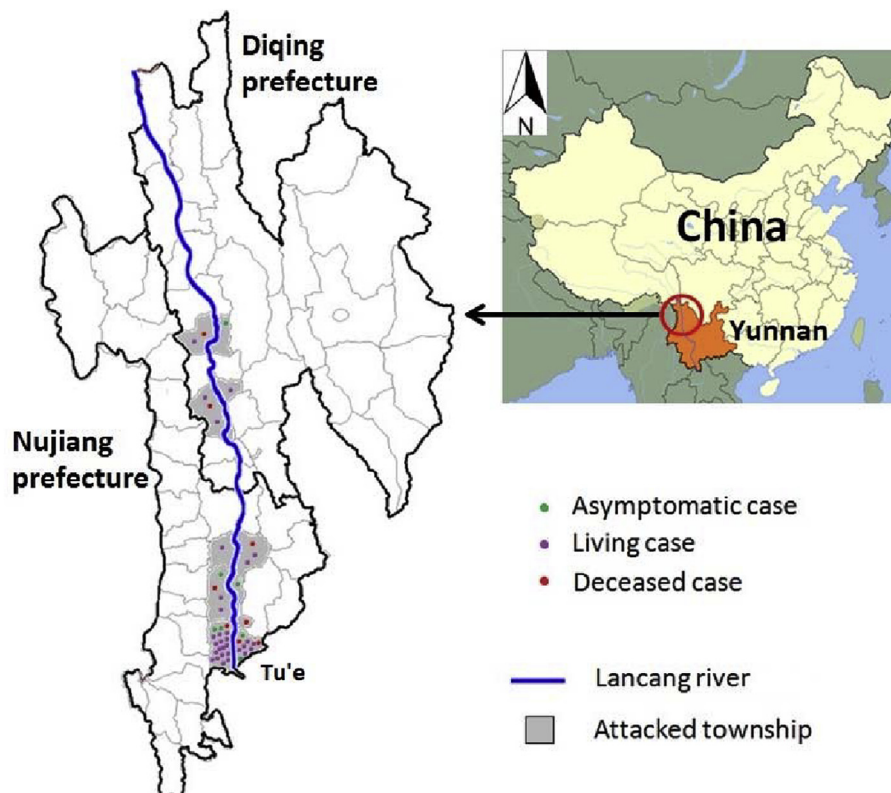 Diqing
prefecture
N
China
Yunnan
Nujiang
prefecture
Tu'e
Asymptomatic case
Living case
Deceased case
Lancang river
Attacked township